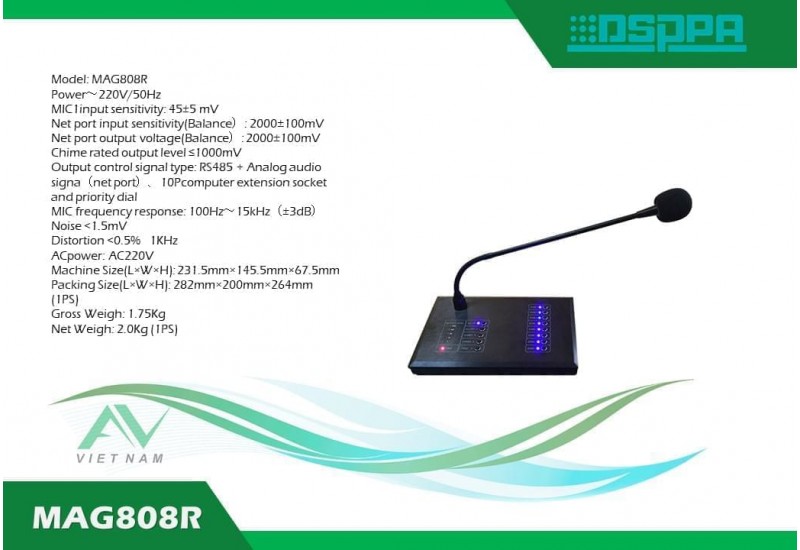 DSPPA
Model: MAG808R
Power～220V/50Hz
MIC1input sensitivity: 45±5 mV
Net port input sensitivity(Balance）: 2000±100mV
Net port output voltage(Balance）: 2000±100mV
Chime rated output level ≤1000mV
Output control signal type: RS485 + Analog audio
signa（net port）、10Pcomputer extension socket
and priority dial
MIC frequency response: 100Hz～15kHz（±3dB）
Noise <1.5mV
Distortion <0.5% 1KHz
ACpower: AC220V
Machine Size(L×W×H): 231.5mm×145.5mm×67.5mm
Packing Size(L×W×H): 282mm×200mm×264mm
(1PS)
Gross Weigh: 1.75Kg
Net Weigh: 2.0Kg (1PS)
AV
VIETNAM
MAG808R